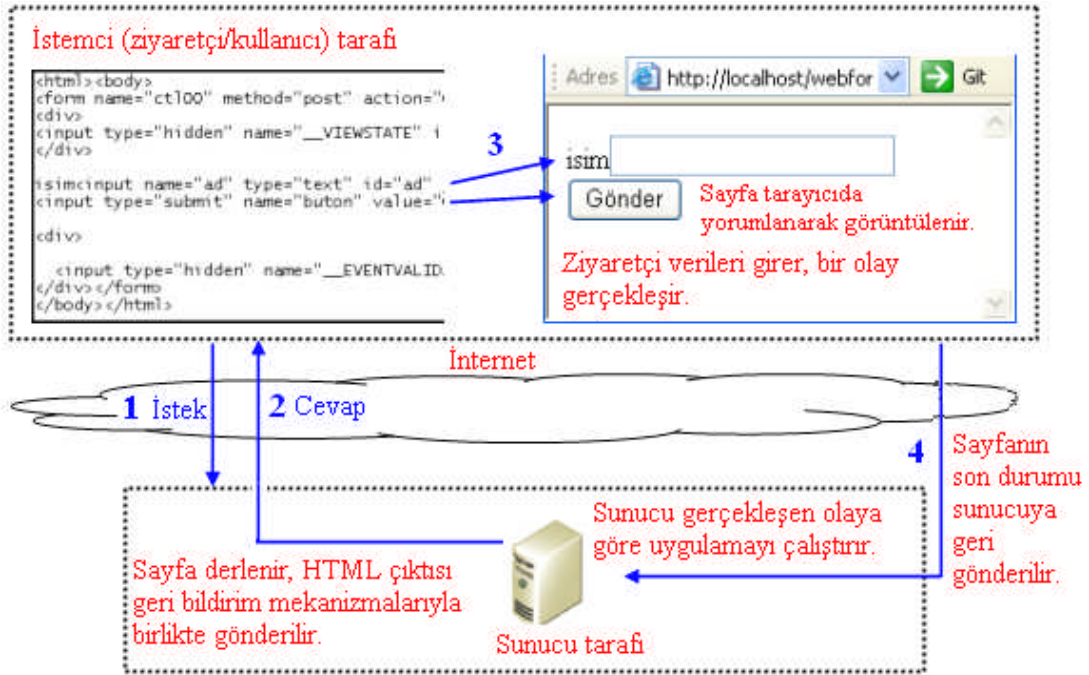 İstemci (ziyaretçi/kullanıcı) tarafı
<html><body>
<form name="ctl00" method="post" action="
<div>
<input type="hidden" name="__VIEWSTATE" i
</div>
isim<input name="ad" type="text" id="ad"
<input type="submit" name="buton" value="
<div>
<input type="hidden" name="__EVENTVALID
</div></form>
</body></html>
3
Adres http://localhost/webfor Git
isim
Gönder
Sayfa tarayıcıda
yorumlanarak görüntülenir.
Ziyaretçi verileri girer, bir olay
gerçekleşir.
İnternet
1 İstek
2 Cevap
4
Sayfanın
son durumu
sunucuya
geri
gönderilir.
Sunucu gerçekleşen olaya
göre uygulamayı çalıştırır.
Sayfa derlenir, HTML çıktısı
geri bildirim mekanizmalarıyla
birlikte gönderilir.
Sunucu tarafı